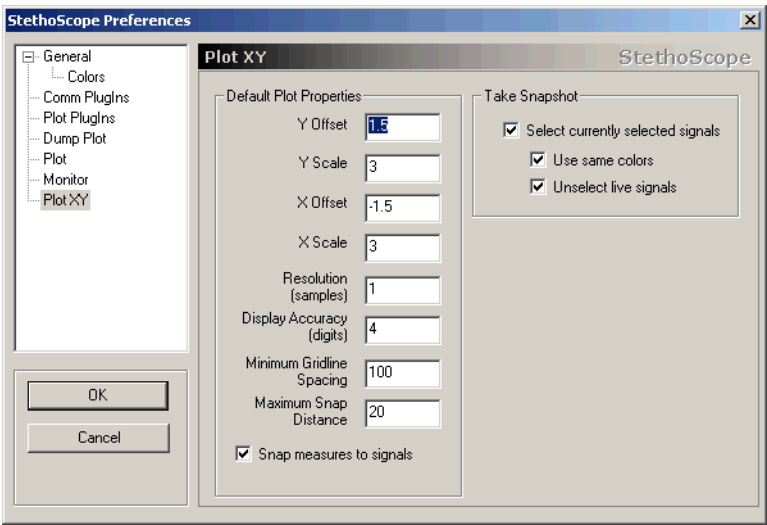 StethoScope Preferences
General
Colors
Comm PlugIns
Plot PlugIns
Dump Plot
Plot
Monitor
Plot XY
OK
Cancel
Plot XY
StethoScope
Default Plot Properties
Y Offset
1.5
Y Scale
3
X Offset
-1.5
X Scale
3
Resolution
(samples)
1
Display Accuracy
(digits)
4
Minimum Gridline
Spacing
100
Maximum Snap
Distance
20
Snap measures to signals
Take Snapshot
Select currently selected signals
Use same colors
Unselect live signals